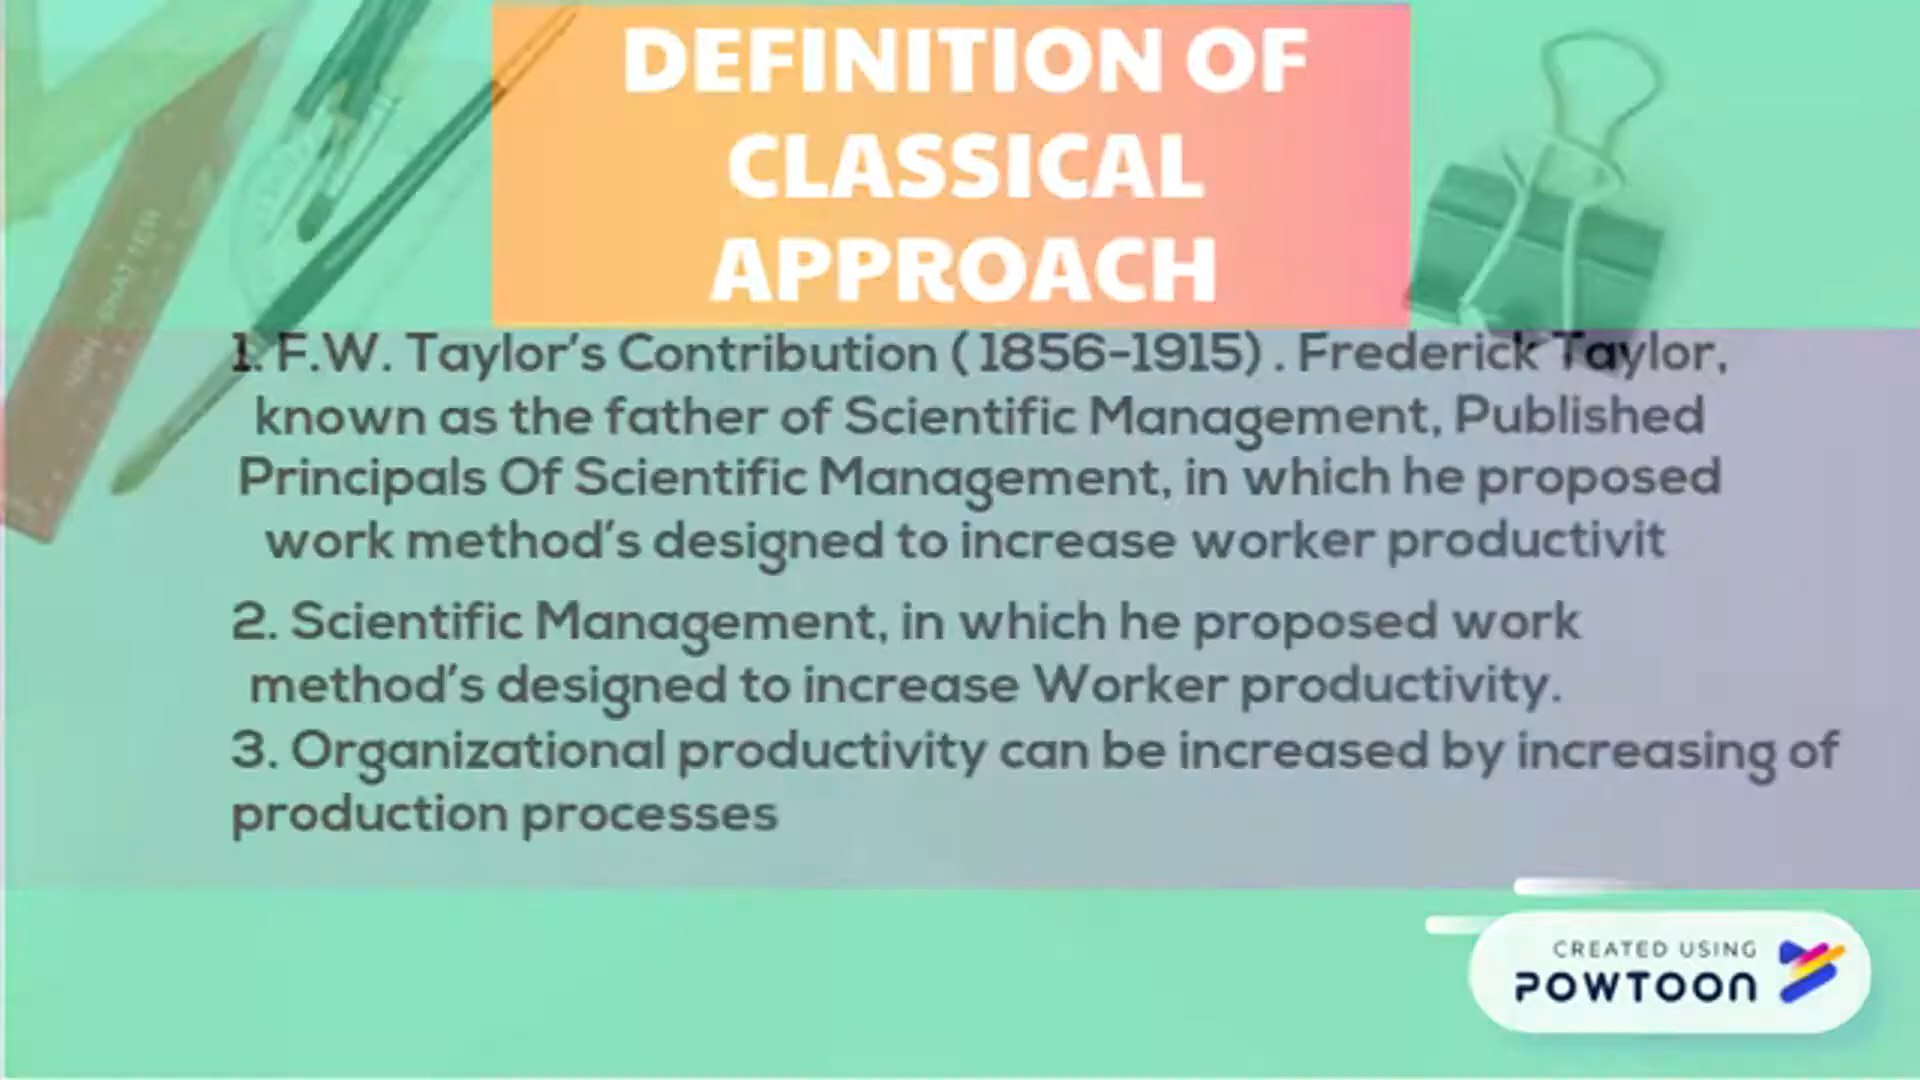 DEFINITION OF
CLASSICAL
APPROACH
1. F.W. Taylor's Contribution (1856-1915) . Frederick Taylor,
known as the father of Scientific Management, Published
Principals Of Scientific Management, in which he proposed
work method's designed to increase worker productivit
2. Scientific Management, in which he proposed work
method's designed to increase Worker productivity.
3. Organizational productivity can be increased by increasing of
production processes
CREATED USING
POWTOON